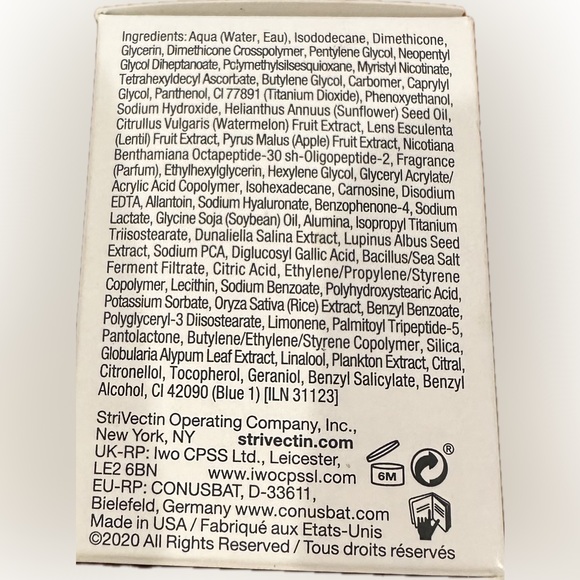 Ingredients: Aqua (Water, Eau), Isododecane, Dimethicone,
Glycerin, Dimethicone Crosspolymer, Pentylene Glycol, Neopentyl
Glycol Diheptanoate, Polymethylsilsesquioxane, Myristyl Nicotinate,
Tetrahexyldecyl Ascorbate, Butylene Glycol, Carbomer, Caprylyl
Glycol, Panthenol, CI 77891 (Titanium Dioxide), Phenoxyethanol,
Sodium Hydroxide, Helianthus Annuus (Sunflower) Seed Oil,
Citrullus Vulgaris (Watermelon) Fruit Extract, Lens Esculenta
(Lentil) Fruit Extract, Pyrus Malus (Apple) Fruit Extract, Nicotiana
Benthamiana Octapeptide-30 sh-Oligopeptide-2, Fragrance
(Parfum), Ethylhexylglycerin, Hexylene Glycol, Glyceryl Acrylate/
Acrylic Acid Copolymer, Isohexadecane, Carnosine, Disodium
EDTA, Allantoin, Sodium Hyaluronate, Benzophenone-4, Sodium
Lactate, Glycine Soja (Soybean) Oil, Alumina, Isopropyl Titanium
Triisostearate, Dunaliella Salina Extract, Lupinus Albus Seed
Extract, Sodium PCA, Diglucosyl Gallic Acid, Bacillus/Sea Salt
Ferment Filtrate, Citric Acid, Ethylene/Propylene/Styrene
Copolymer, Lecithin, Sodium Benzoate, Polyhydroxystearic Acid,
Potassium Sorbate, Oryza Sativa (Rice) Extract, Benzyl Benzoate,
Polyglyceryl-3 Diisostearate, Limonene, Palmitoyl Tripeptide-5,
Pantolactone, Butylene/Ethylene/Styrene Copolymer, Silica,
Globularia Alypum Leaf Extract, Linalool, Plankton Extract, Citral,
Citronellol, Tocopherol, Geraniol, Benzyl Salicylate, Benzyl
Alcohol, CI 42090 (Blue 1) [ILN 31123]
StriVectin Operating Company, Inc.,
New York, NY strivectin.com
UK-RP: Iwo CPSS Ltd., Leicester,
LE2 6BN www.iwocpssl.com
EU-RP: CONUSBAT, D-33611,
Bielefeld, Germany www.conusbat.com
Made in USA / Fabriqué aux Etats-Unis
©2020 All Rights Reserved / Tous droits réservés
6M
®